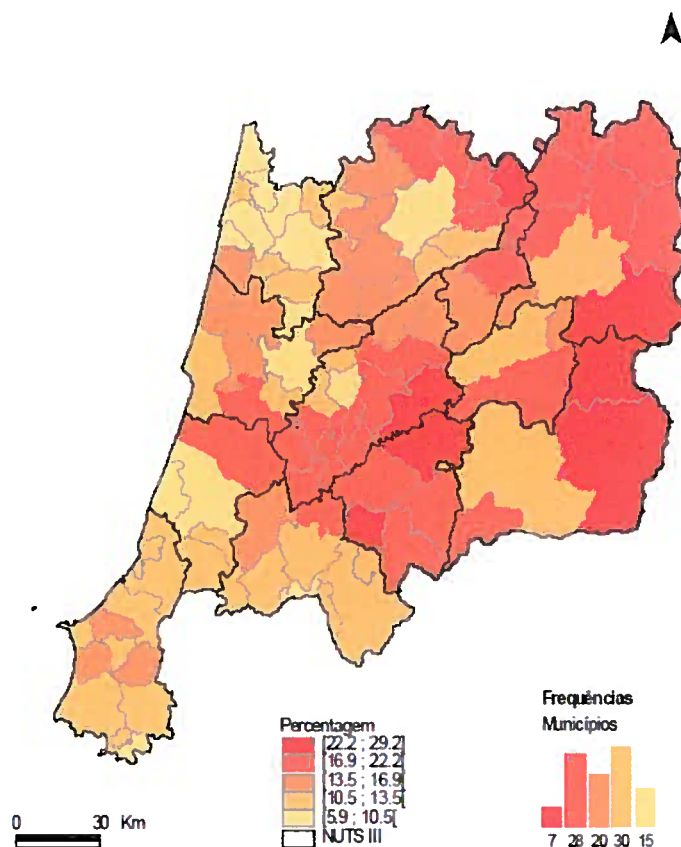 Percentagem
[22.2 ; 29.2]
[16.9 ; 22.2[
[13.5 ; 16.9[
[10.5 ; 13.5[
[5.9 ; 10.5[
NUTS III
0 30 Km
Frequências
Municípios
7 28 20 30 15